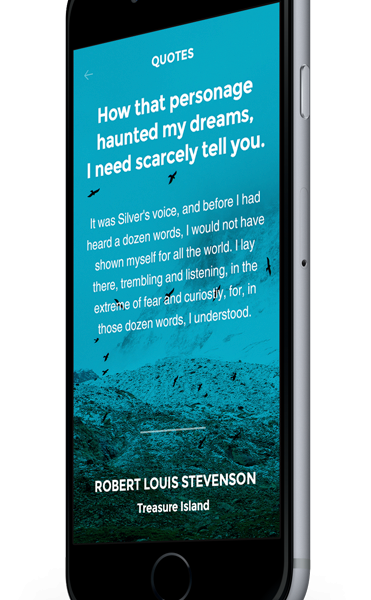 QUOTES
How that personage
haunted my dreams,
I need scarcely tell you.
It was Silver's voice, and before I had
heard a dozen words, I would not have
shown myself for all the world. I lay
there, trembling and listening, in the
extreme of fear and curiostiy, for, in
those dozen words, I understood.
ROBERT LOUIS STEVENSON
Treasure Island